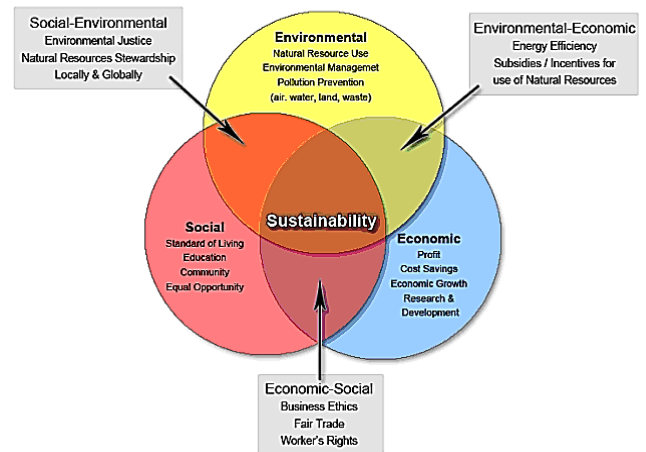 Social-Environmental
Environmental Justice
Natural Resources Stewardship
Locally & Globally
Environmental
Natural Resource Use
Environmental Managemet
Pollution Prevention
(air. water, land, waste)
Environmental-Economic
Energy Efficiency
Subsidies / Incentives for
use of Natural Resources
Sustainability
Social
Standard of Living
Education
Community
Equal Opportunity
Economic
Profit
Cost Savings
Economic Growth
Research &
Development
Economic-Social
Business Ethics
Fair Trade
Worker's Rights